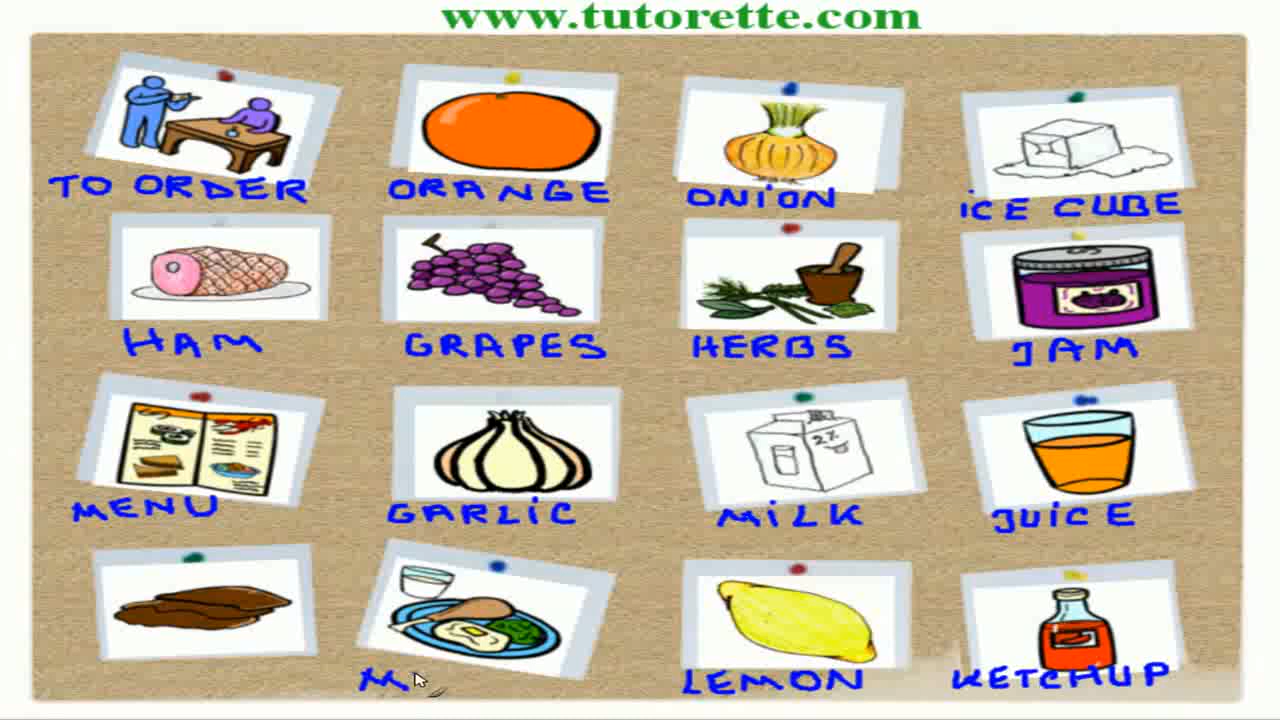 www.tutorette.com
TO ORDER
ORANGE
ONiON
iCE CUBE
HAM
GRAPES
HERBS
JAM
MENU
GARLiC
2%
MiLK
JUiCE
M
LEMON
KETCHUP